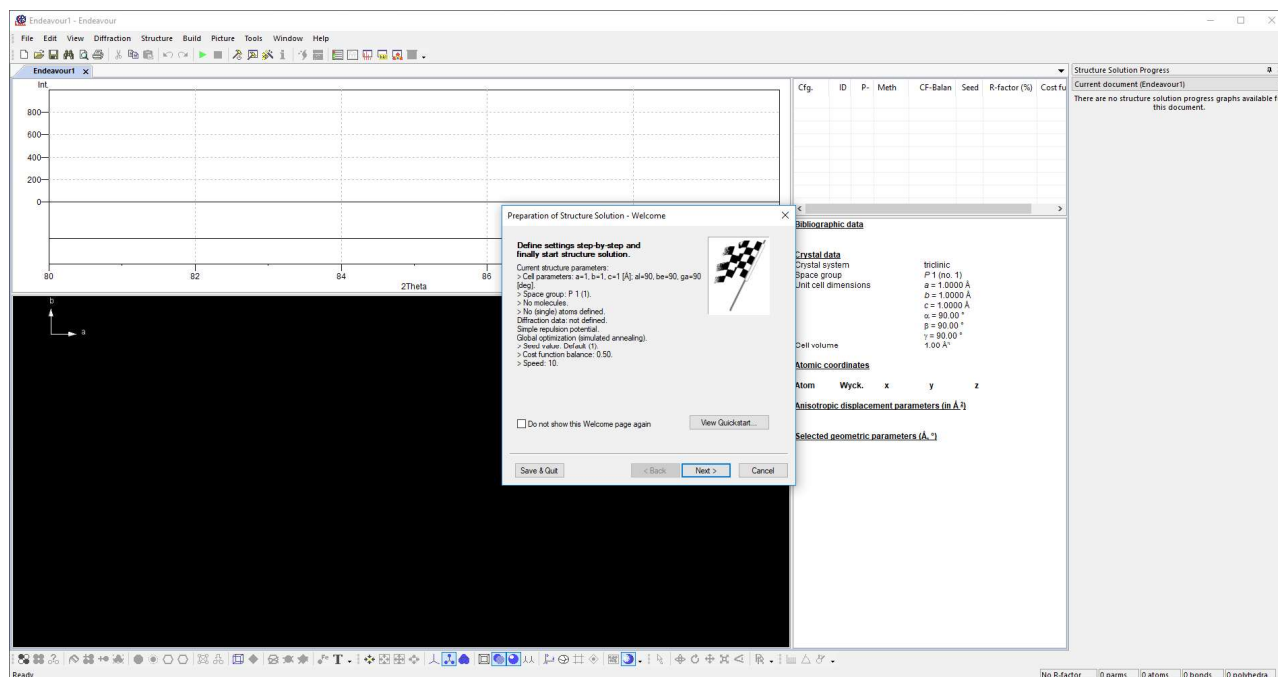 Endeavour1 - Endeavour
File Edit View Diffraction Structure Build Picture Tools Window Help
Endeavour1
Int.
800
600
400
200
0
80 82 84 86
2Theta
b
a
Cfg. ID P- Meth CF-Balan Seed R-factor (%) Cost fu
Bibliographic data
Crystal data
Crystal system triclinic
Space group P 1 (no. 1)
Unit cell dimensions a = 1.0000 Å
b = 1.0000 Å
c = 1.0000 Å
α = 90.00 °
β = 90.00 °
γ = 90.00 °
Cell volume 1.00 Å³
Atomic coordinates
Atom Wyck. x y z
Anisotropic displacement parameters (in Å²)
Selected geometric parameters (Å, °)
Structure Solution Progress
Current document (Endeavour1)
There are no structure solution progress graphs available f
this document.
Preparation of Structure Solution - Welcome
Define settings step-by-step and
finally start structure solution.
Current structure parameters:
> Cell parameters: a=1, b=1, c=1 [Å]; al=90, be=90, ga=90
[deg].
> Space group: P 1 (1).
> No molecules.
> No (single) atoms defined.
Diffraction data: not defined.
Simple repulsion potential.
Global optimization (simulated annealing).
> Seed value: Default (1).
> Cost function balance: 0.50.
> Speed: 10.
Do not show this Welcome page again
View Quickstart...
Save & Quit
< Back
Next >
Cancel
Ready
No R-factor 0 parms 0 atoms 0 bonds 0 polyhedra